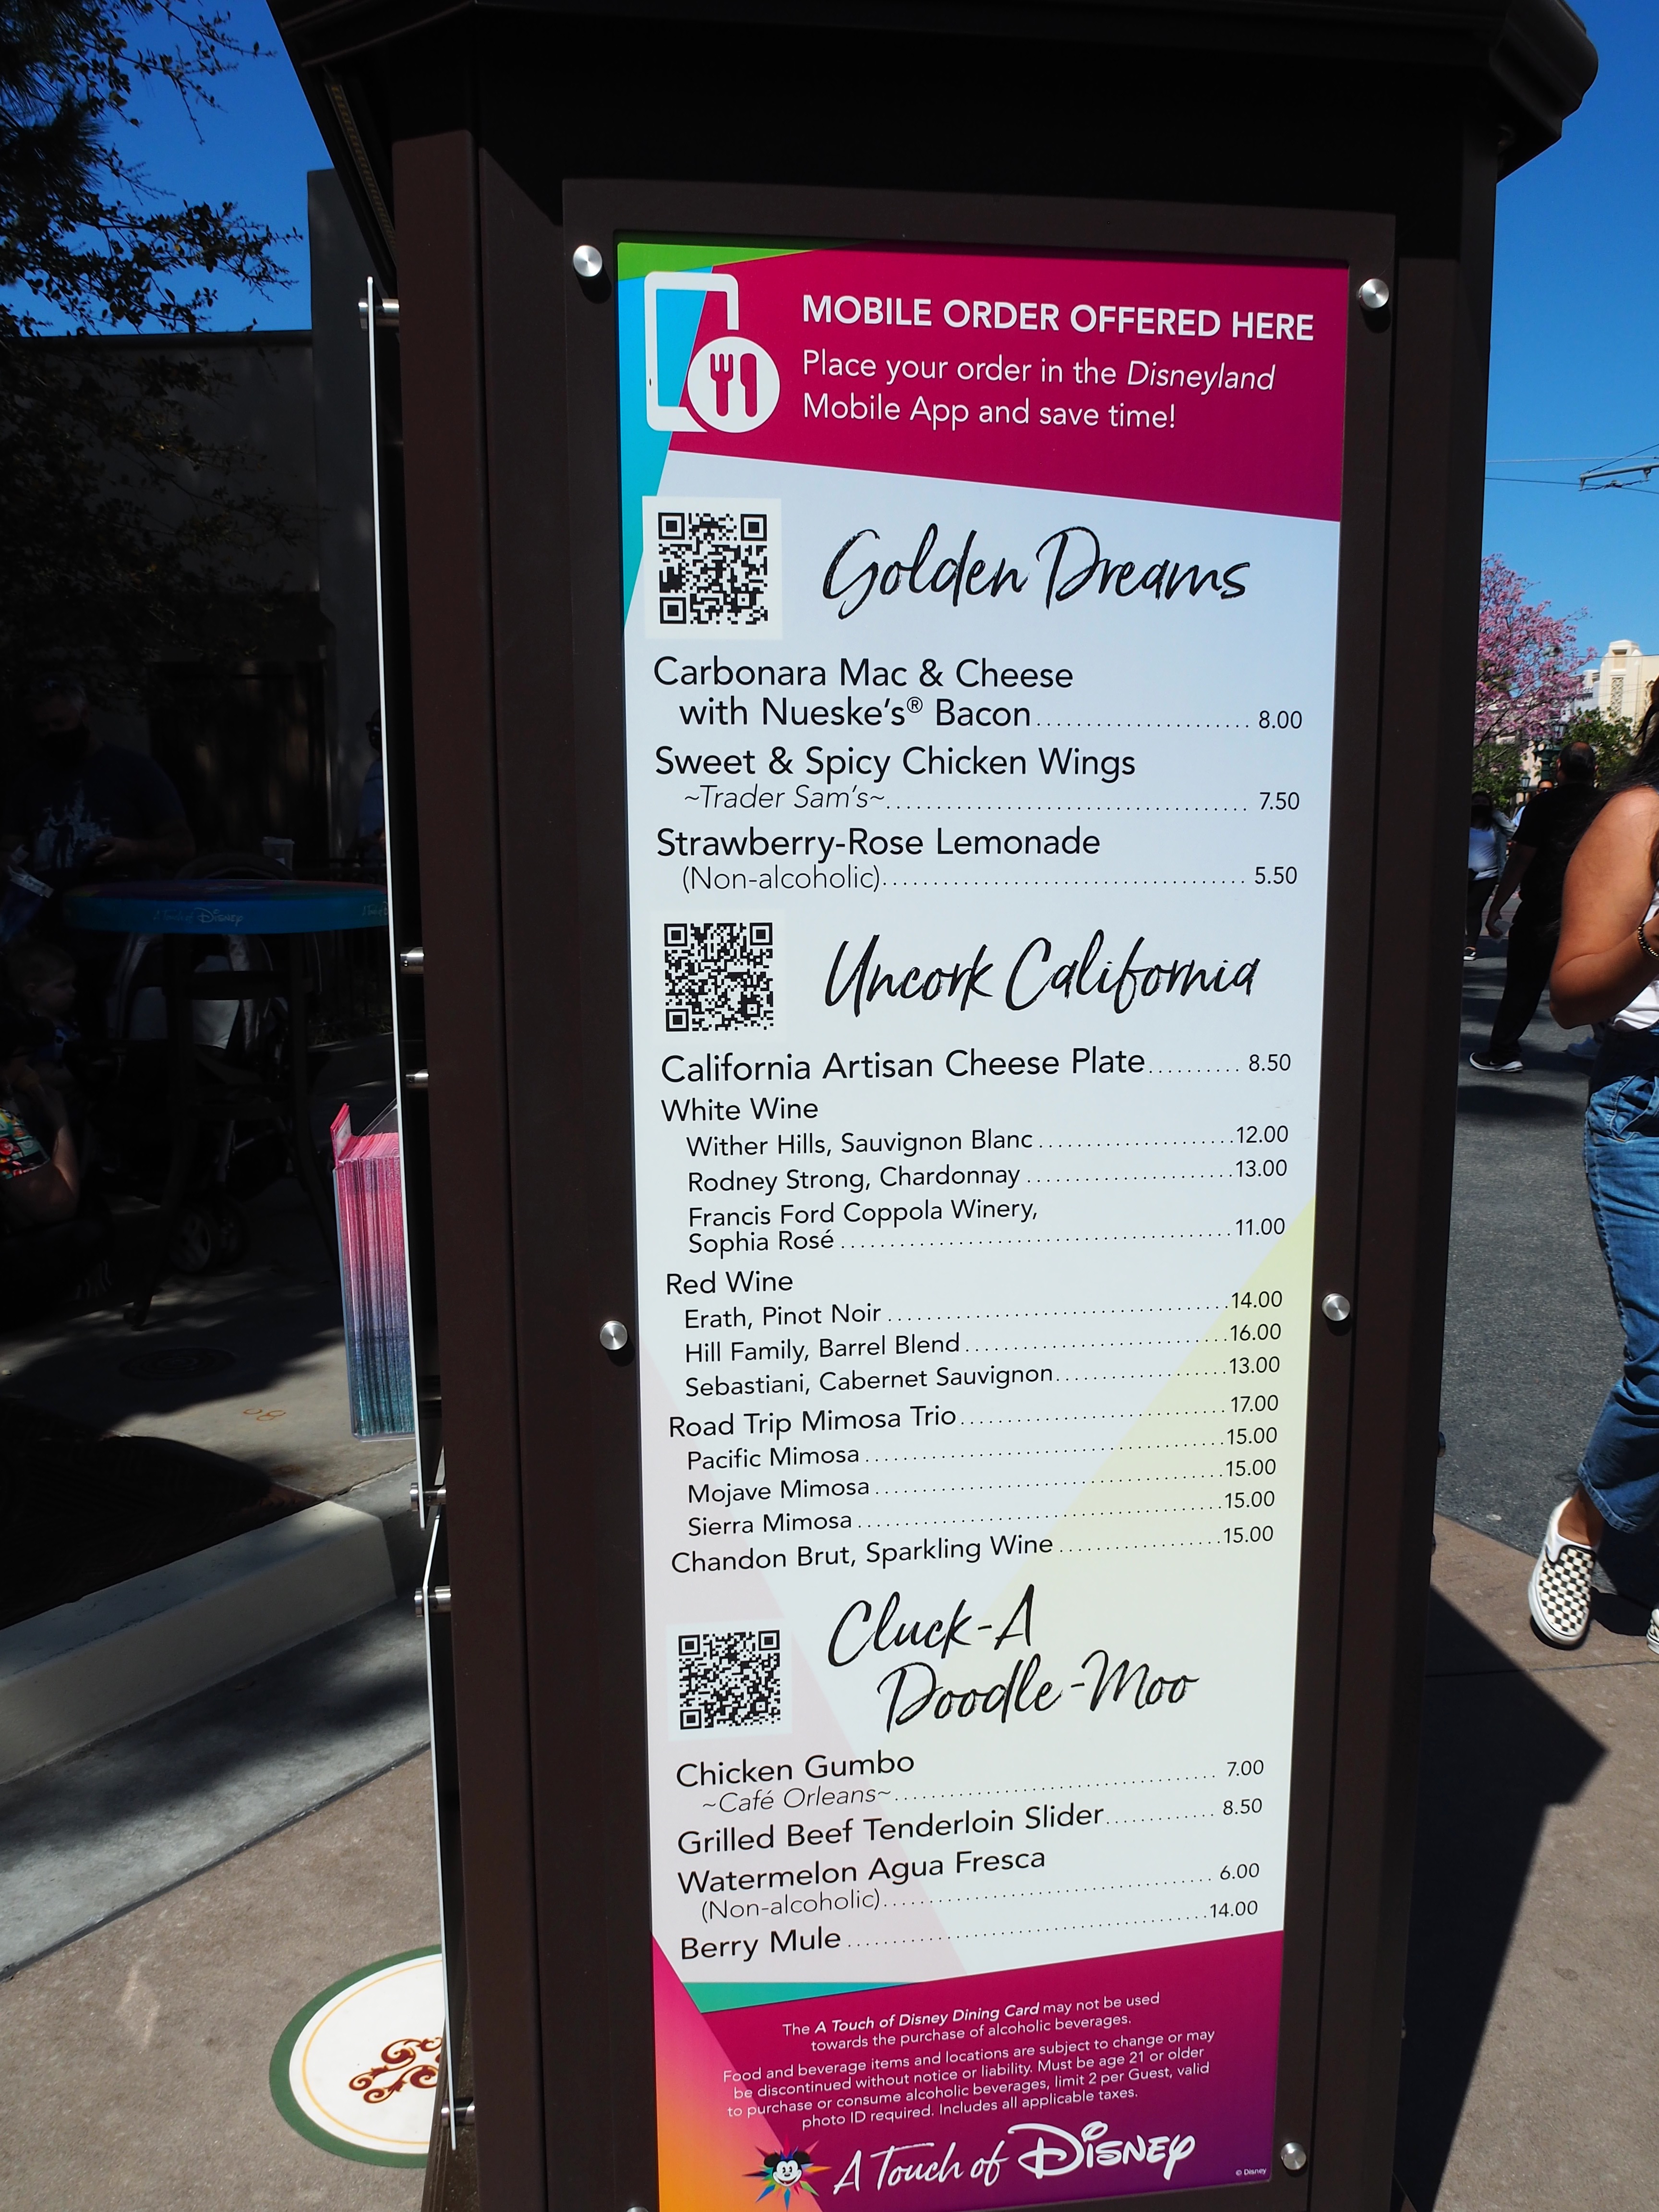 MOBILE ORDER OFFERED HERE
Place your order in the Disneyland
Mobile App and save time!
Golden Dreams
Carbonara Mac & Cheese
with Nueske's® Bacon........................ 8.00
Sweet & Spicy Chicken Wings
~Trader Sam's~........................................ 7.50
Strawberry-Rose Lemonade
(Non-alcoholic)........................................ 5.50
Uncork California
California Artisan Cheese Plate.......... 8.50
White Wine
Wither Hills, Sauvignon Blanc ....................12.00
Rodney Strong, Chardonnay .....................13.00
Francis Ford Coppola Winery,
Sophia Rosé ........................................11.00
Red Wine
Erath, Pinot Noir ...................................14.00
Hill Family, Barrel Blend...........................16.00
Sebastiani, Cabernet Sauvignon.................13.00
Road Trip Mimosa Trio........................... 17.00
Pacific Mimosa.....................................15.00
Mojave Mimosa....................................15.00
Sierra Mimosa.....................................15.00
Chandon Brut, Sparkling Wine .................15.00
Cluck-A
Doodle-Moo
Chicken Gumbo
~Café Orleans~................................... 7.00
Grilled Beef Tenderloin Slider........... 8.50
Watermelon Agua Fresca
(Non-alcoholic)................................... 6.00
Berry Mule .....................................14.00
The A Touch of Disney Dining Card may not be used
towards the purchase of alcoholic beverages.
Food and beverage items and locations are subject to change or may
be discontinued without notice or liability. Must be age 21 or older
to purchase or consume alcoholic beverages, limit 2 per Guest, valid
photo ID required. Includes all applicable taxes.
A Touch of Disney
© Disney
A Touch of Disney